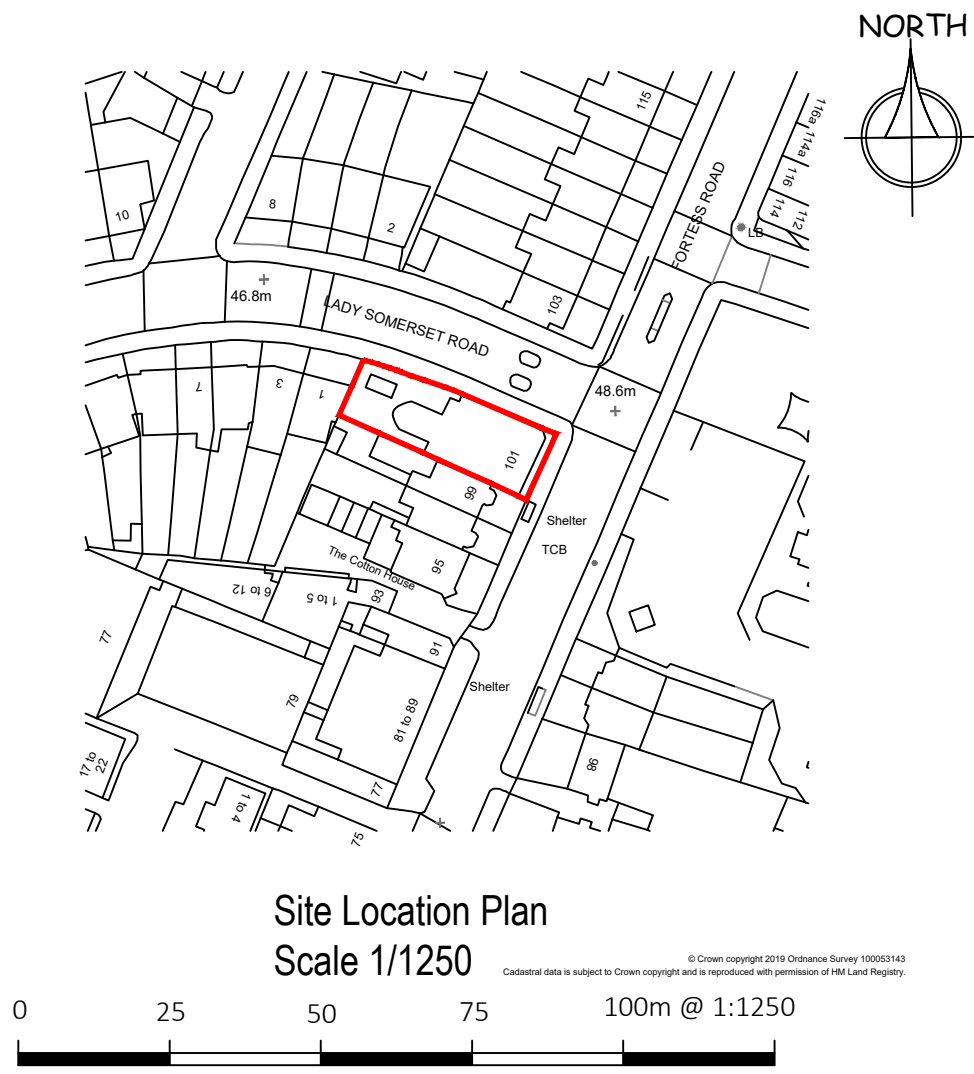 NORTH
115
116a
114a
116
114
112
10
8
2
FORTESS ROAD
LB
46.8m
LADY SOMERSET ROAD
103
48.6m
7
3
1
101
99
Shelter
TCB
The Cotton House
95
6 to 12
1 to 5
93
91
77
Shelter
79
81 to 89
17 to
22
1 to 4
77
75
86
Site Location Plan
Scale 1/1250
© Crown copyright 2019 Ordnance Survey 100053143
Cadastral data is subject to Crown copyright and is reproduced with permission of HM Land Registry.
0 25 50 75 100m @ 1:1250